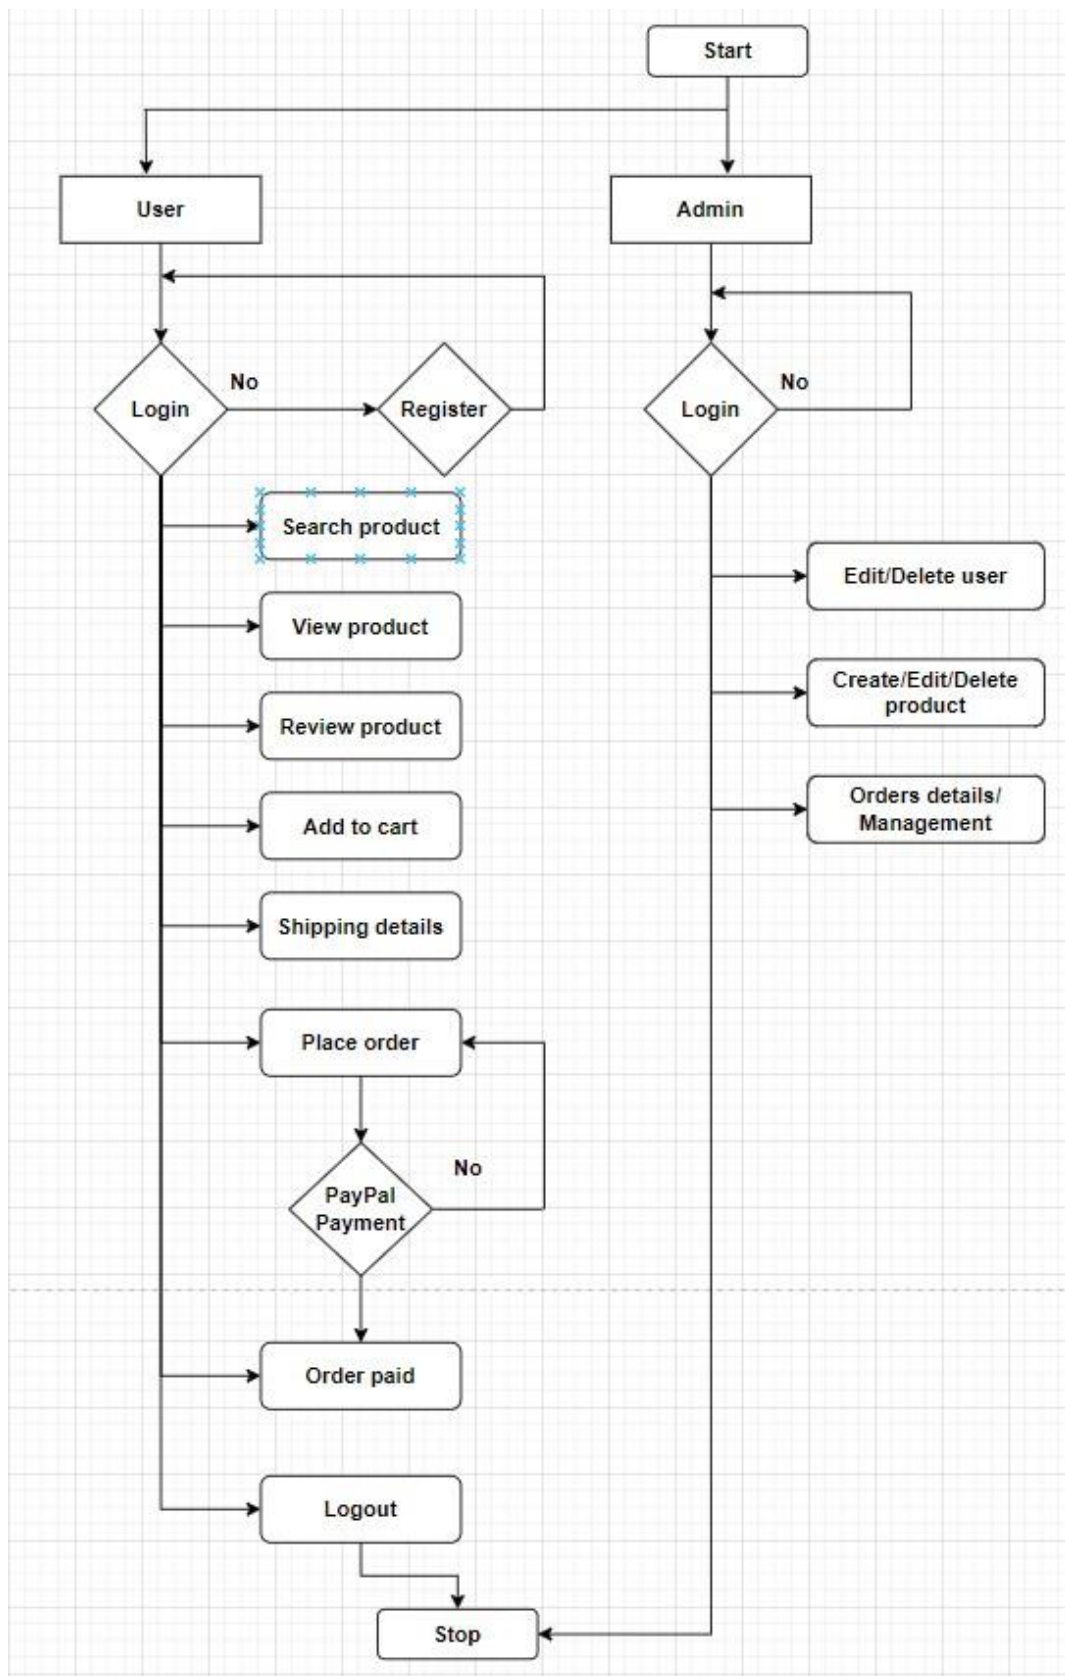 Start
User
Admin
Login
No
Register
Login
No
Search product
View product
Review product
Add to cart
Shipping details
Place order
No
PayPal
Payment
Order paid
Logout
Stop
Edit/Delete user
Create/Edit/Delete
product
Orders details/
Management